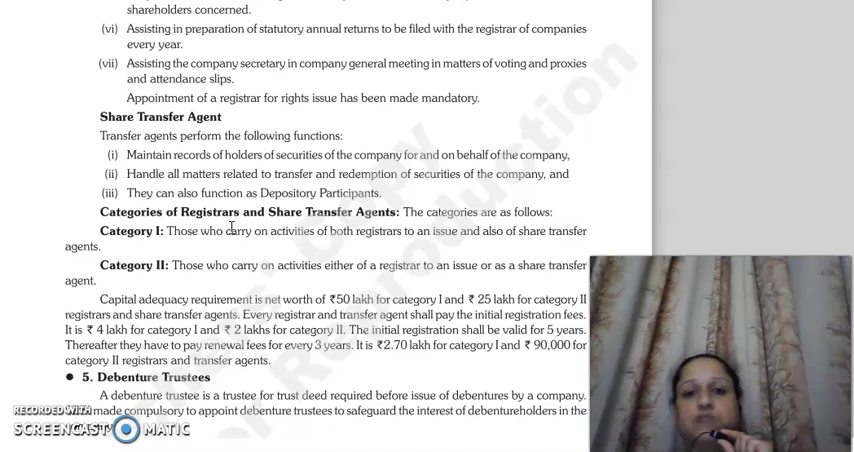 shareholders concerned.
(vi) Assisting in preparation of statutory annual returns to be filed with the registrar of companies
every year.
(vii) Assisting the company secretary in company general meeting in matters of voting and proxies
and attendance slips.
Appointment of a registrar for rights issue has been made mandatory.
Share Transfer Agent
Transfer agents perform the following functions:
(i) Maintain records of holders of securities of the company for and on behalf of the company,
(ii) Handle all matters related to transfer and redemption of securities of the company, and
(iii) They can also function as Depository Participants.
Categories of Registrars and Share Transfer Agents: The categories are as follows:
Category I: Those who carry on activities of both registrars to an issue and also of share transfer
agents.
Category II: Those who carry on activities either of a registrar to an issue or as a share transfer
agent.
Capital adequacy requirement is net worth of ₹50 lakh for category I and ₹ 25 lakh for category II
registrars and share transfer agents. Every registrar and transfer agent shall pay the initial registration fees.
It is ₹ 4 lakh for category I and ₹ 2 lakhs for category II. The initial registration shall be valid for 5 years.
Thereafter they have to pay renewal fees for every 3 years. It is ₹2.70 lakh for category I and ₹ 90,000 for
category II registrars and transfer agents.
● 5. Debenture Trustees
A debenture trustee is a trustee for trust deed required before issue of debentures by a company.
made compulsory to appoint debenture trustees to safeguard the interest of debentureholders in the
RECORDED WITH
SCREENCAST MATIC
Copy
Reproduction